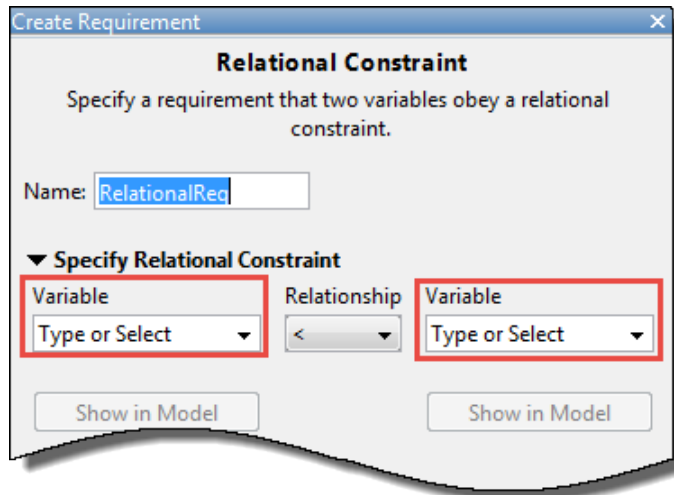 Create Requirement
Relational Constraint
Specify a requirement that two variables obey a relational
constraint.
Name: RelationalReq
Specify Relational Constraint
Variable Relationship Variable
Type or Select < Type or Select
Show in Model Show in Model